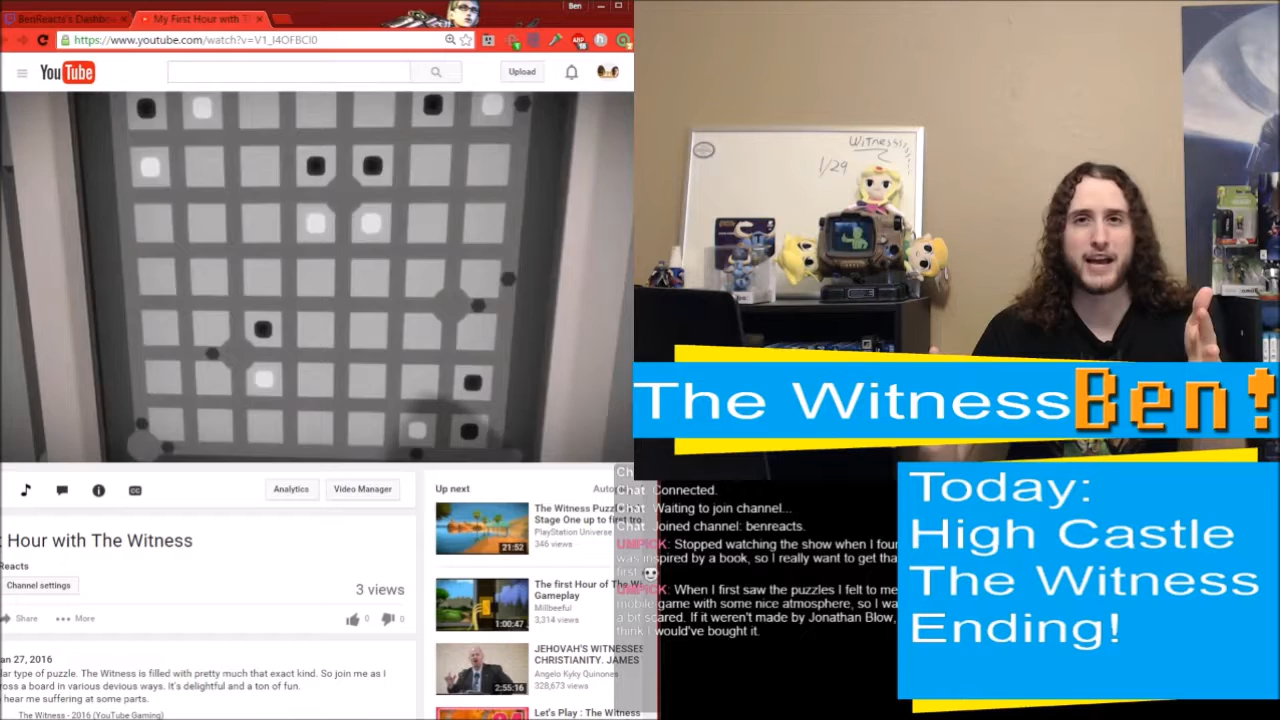 BenReacts's Dashbo
My First Hour with T
Ben
https://www.youtube.com/watch?v=V1_I4OFBCI0
YouTube
Upload
WiTness!
1/29
The Witness Ben!
Today:
High Castle
The Witness
Ending!
Analytics
Video Manager
Hour with The Witness
Reacts
Channel settings
3 views
Share
More
0
0
an 27, 2016
lar type of puzzle. The Witness is filled with pretty much that exact kind. So join me as I
ross a board in various devious ways. It's delightful and a ton of fun.
hear me suffering at some parts.
The Witness - 2016 (YouTube Gaming)
Up next
Auto
The Witness Puzz
Stage One up to first tro
PlayStation Universe
346 views
21:52
The first Hour of The Wi
Gameplay
Millbeeful
3,314 views
1:00:47
JEHOVAH'S WITNESSES
CHRISTIANITY. JAMES
Angelo Kyky Quinones
328,673 views
2:55:16
Let's Play : The Witness
Ch
Chat Connected.
Chat Waiting to join channel...
Chat Joined channel: benreacts.
UMPICK: Stopped watching the show when I four
was inspired by a book, so I really want to get tha
first
UMPICK: When I first saw the puzzles I felt to me
mobile game with some nice atmosphere, so I wa
a bit scared. If it weren't made by Jonathan Blow,
think I would've bought it.